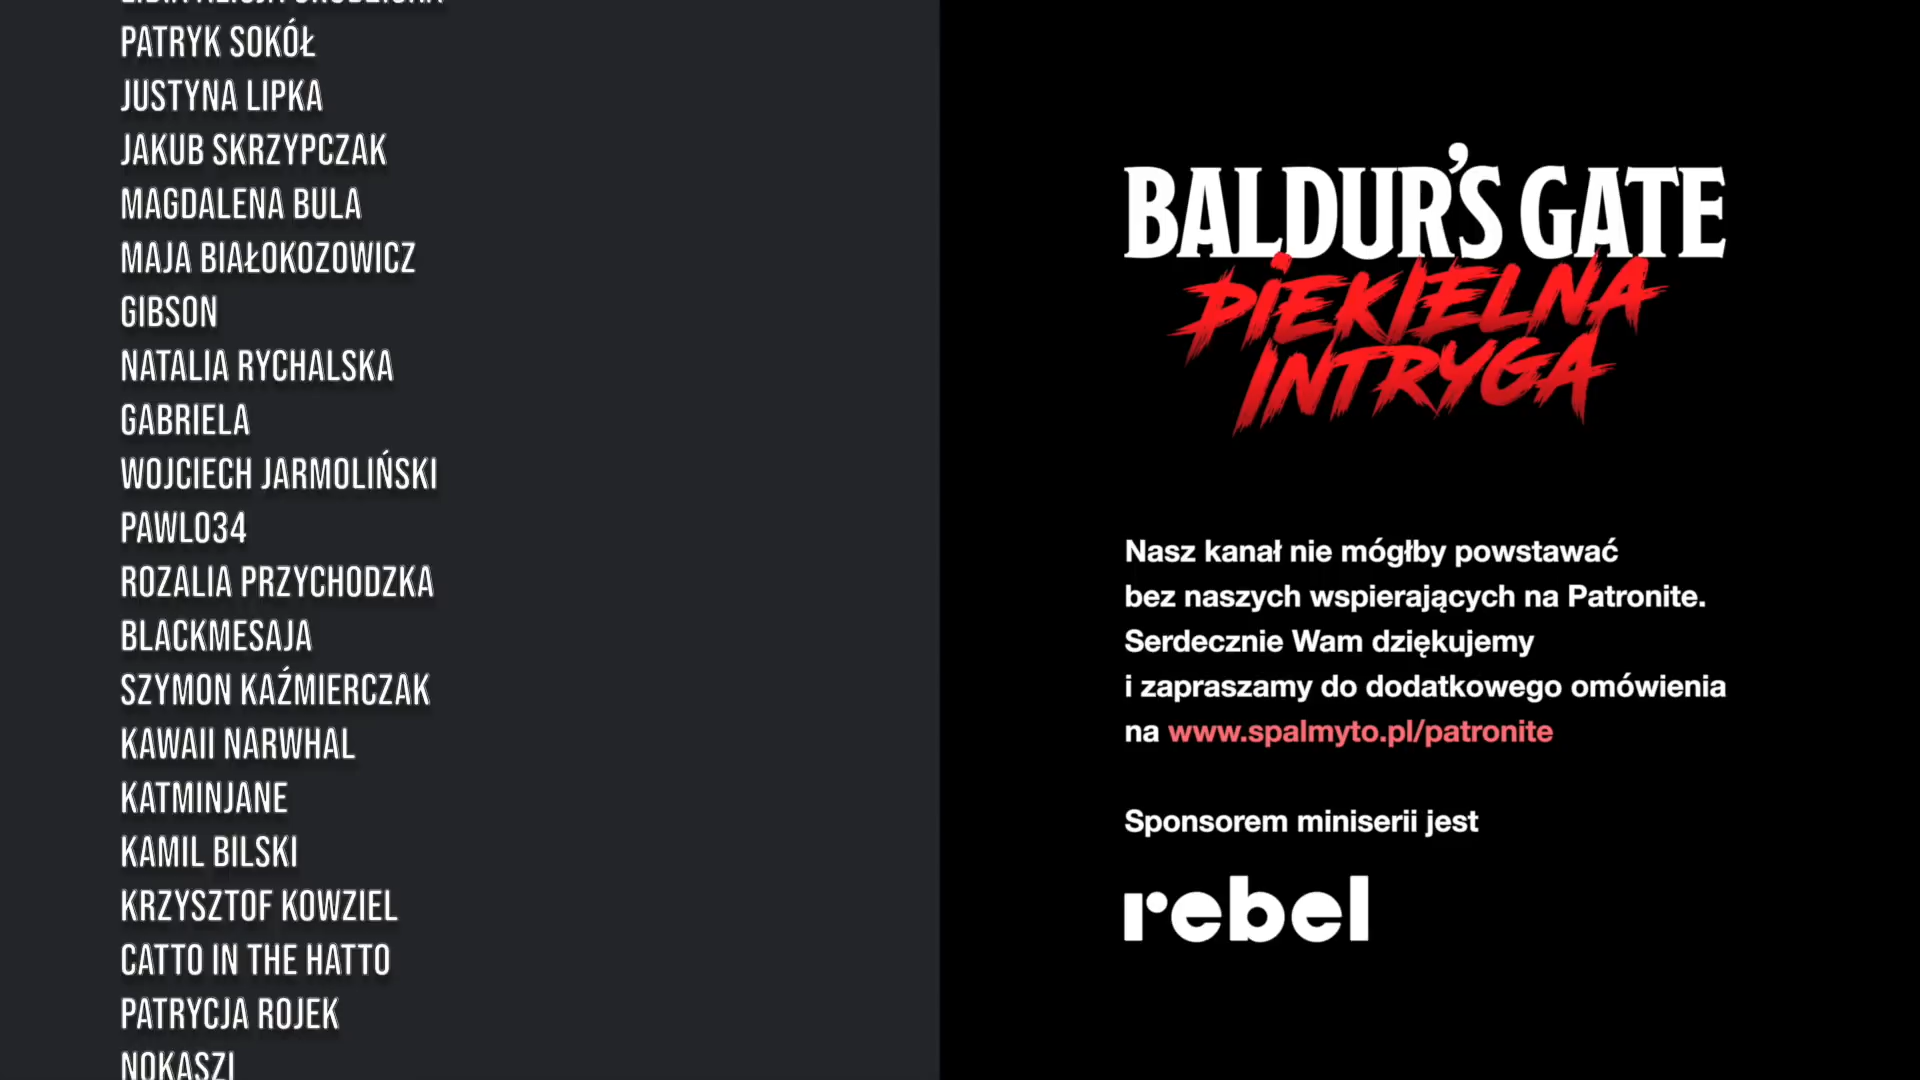 PATRYK SOKÓŁ
JUSTYNA LIPKA
JAKUB SKRZYPCZAK
MAGDALENA BULA
MAJA BIAŁOKOZOWICZ
GIBSON
NATALIA RYCHALSKA
GABRIELA
WOJCIECH JARMOLIŃSKI
PAWLO34
ROZALIA PRZYCHODZKA
BLACKMESAJA
SZYMON KAŹMIERCZAK
KAWAII NARWHAL
KATMINJANE
KAMIL BILSKI
KRZYSZTOF KOWZIEL
CATTO IN THE HATTO
PATRYCJA ROJEK
NOKASZI
BALDUR'S GATE
PIEKIELNA
INTRYGA
Nasz kanał nie mógłby powstawać
bez naszych wspierających na Patronite.
Serdecznie Wam dziękujemy
i zapraszamy do dodatkowego omówienia
na www.spalmyto.pl/patronite
Sponsorem miniserii jest
rebel